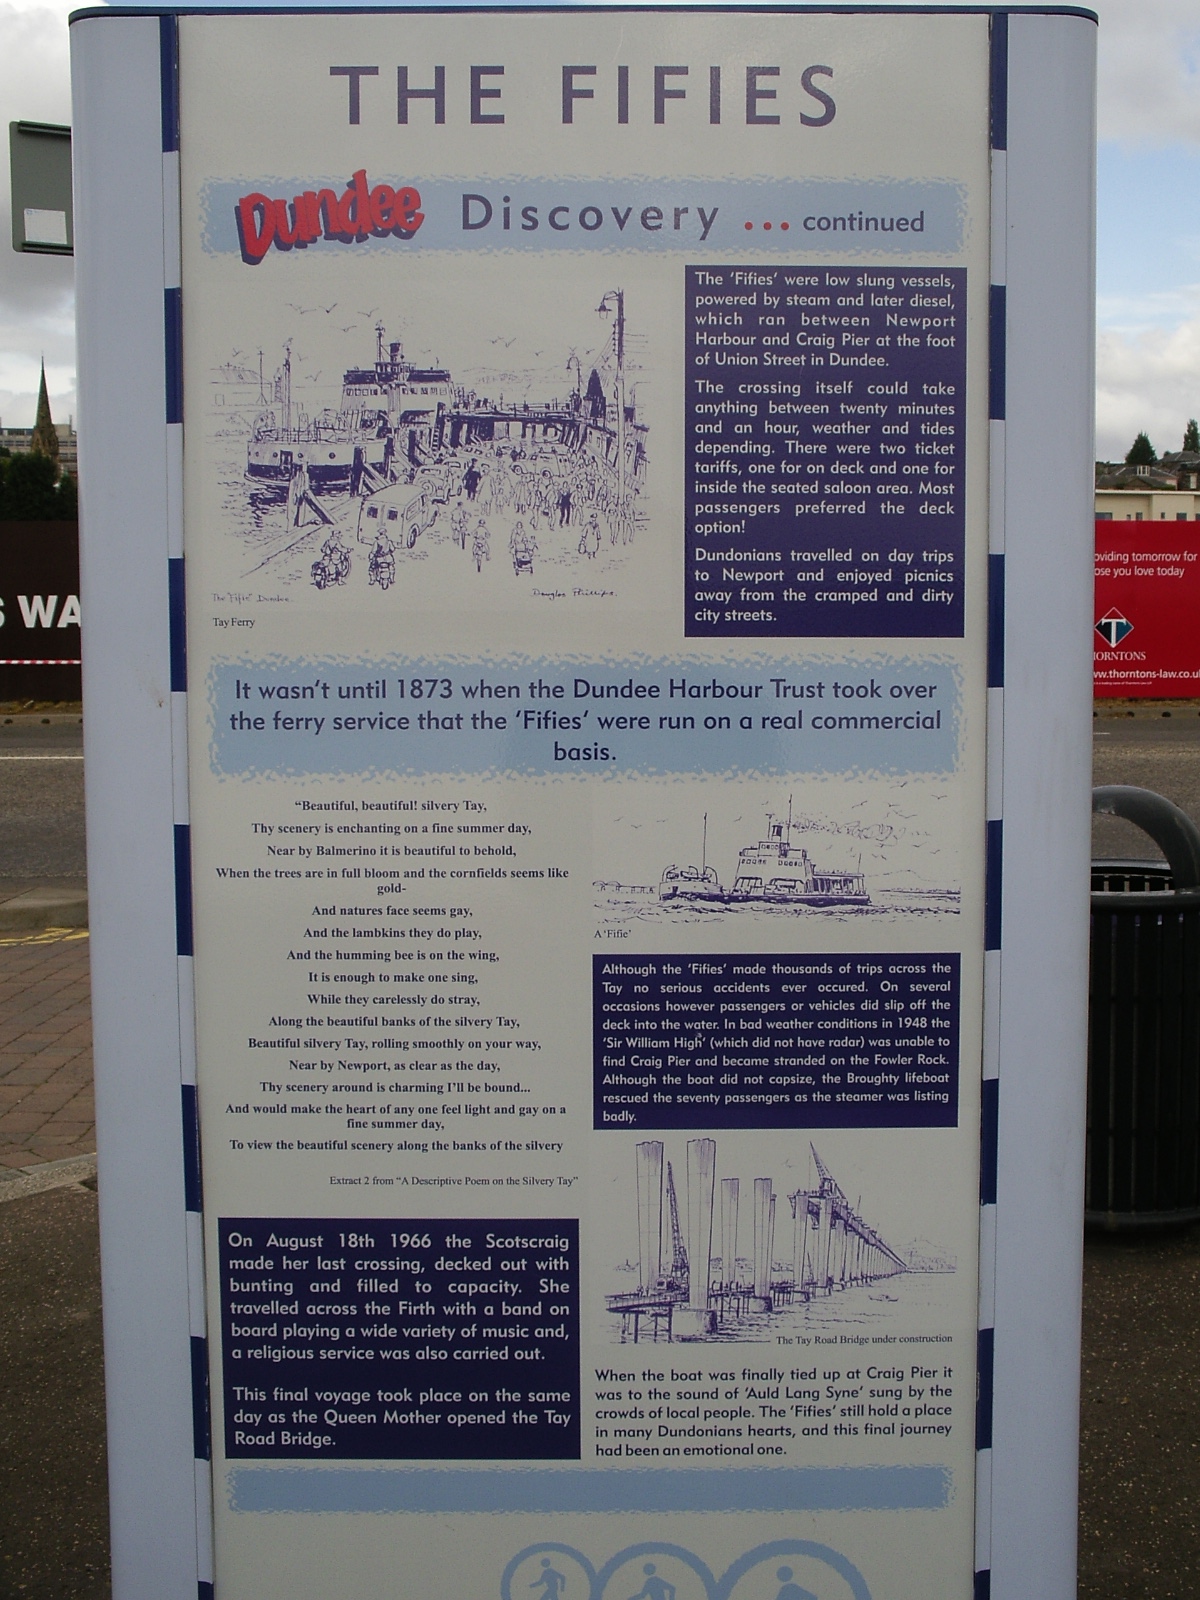 THE FIFIES
Dundee Discovery ... continued
The 'Fifies' were low slung vessels,
powered by steam and later diesel,
which ran between Newport
Harbour and Craig Pier at the foot
of Union Street in Dundee.
The crossing itself could take
anything between twenty minutes
and an hour, weather and tides
depending. There were two ticket
tariffs, one for on deck and one for
inside the seated saloon area. Most
passengers preferred the deck
option!
Dundonians travelled on day trips
to Newport and enjoyed picnics
away from the cramped and dirty
city streets.
The "Fifie" Dundee.
Douglas Phillips.
Tay Ferry
It wasn't until 1873 when the Dundee Harbour Trust took over
the ferry service that the 'Fifies' were run on a real commercial
basis.
"Beautiful, beautiful! silvery Tay,
Thy scenery is enchanting on a fine summer day,
Near by Balmerino it is beautiful to behold,
When the trees are in full bloom and the cornfields seems like
gold-
And natures face seems gay,
And the lambkins they do play,
And the humming bee is on the wing,
It is enough to make one sing,
While they carelessly do stray,
Along the beautiful banks of the silvery Tay,
Beautiful silvery Tay, rolling smoothly on your way,
Near by Newport, as clear as the day,
Thy scenery around is charming I'll be bound...
And would make the heart of any one feel light and gay on a
fine summer day,
To view the beautiful scenery along the banks of the silvery
Extract 2 from "A Descriptive Poem on the Silvery Tay"
A 'Fifie'
Although the 'Fifies' made thousands of trips across the
Tay no serious accidents ever occured. On several
occasions however passengers or vehicles did slip off the
deck into the water. In bad weather conditions in 1948 the
'Sir William High' (which did not have radar) was unable to
find Craig Pier and became stranded on the Fowler Rock.
Although the boat did not capsize, the Broughty lifeboat
rescued the seventy passengers as the steamer was listing
badly.
The Tay Road Bridge under construction
On August 18th 1966 the Scotscraig
made her last crossing, decked out with
bunting and filled to capacity. She
travelled across the Firth with a band on
board playing a wide variety of music and,
a religious service was also carried out.
This final voyage took place on the same
day as the Queen Mother opened the Tay
Road Bridge.
When the boat was finally tied up at Craig Pier it
was to the sound of 'Auld Lang Syne' sung by the
crowds of local people. The 'Fifies' still hold a place
in many Dundonians hearts, and this final journey
had been an emotional one.
S WA
oviding tomorrow for
ose you love today
T
HORNTONS
ww.thorntons-law.co.u